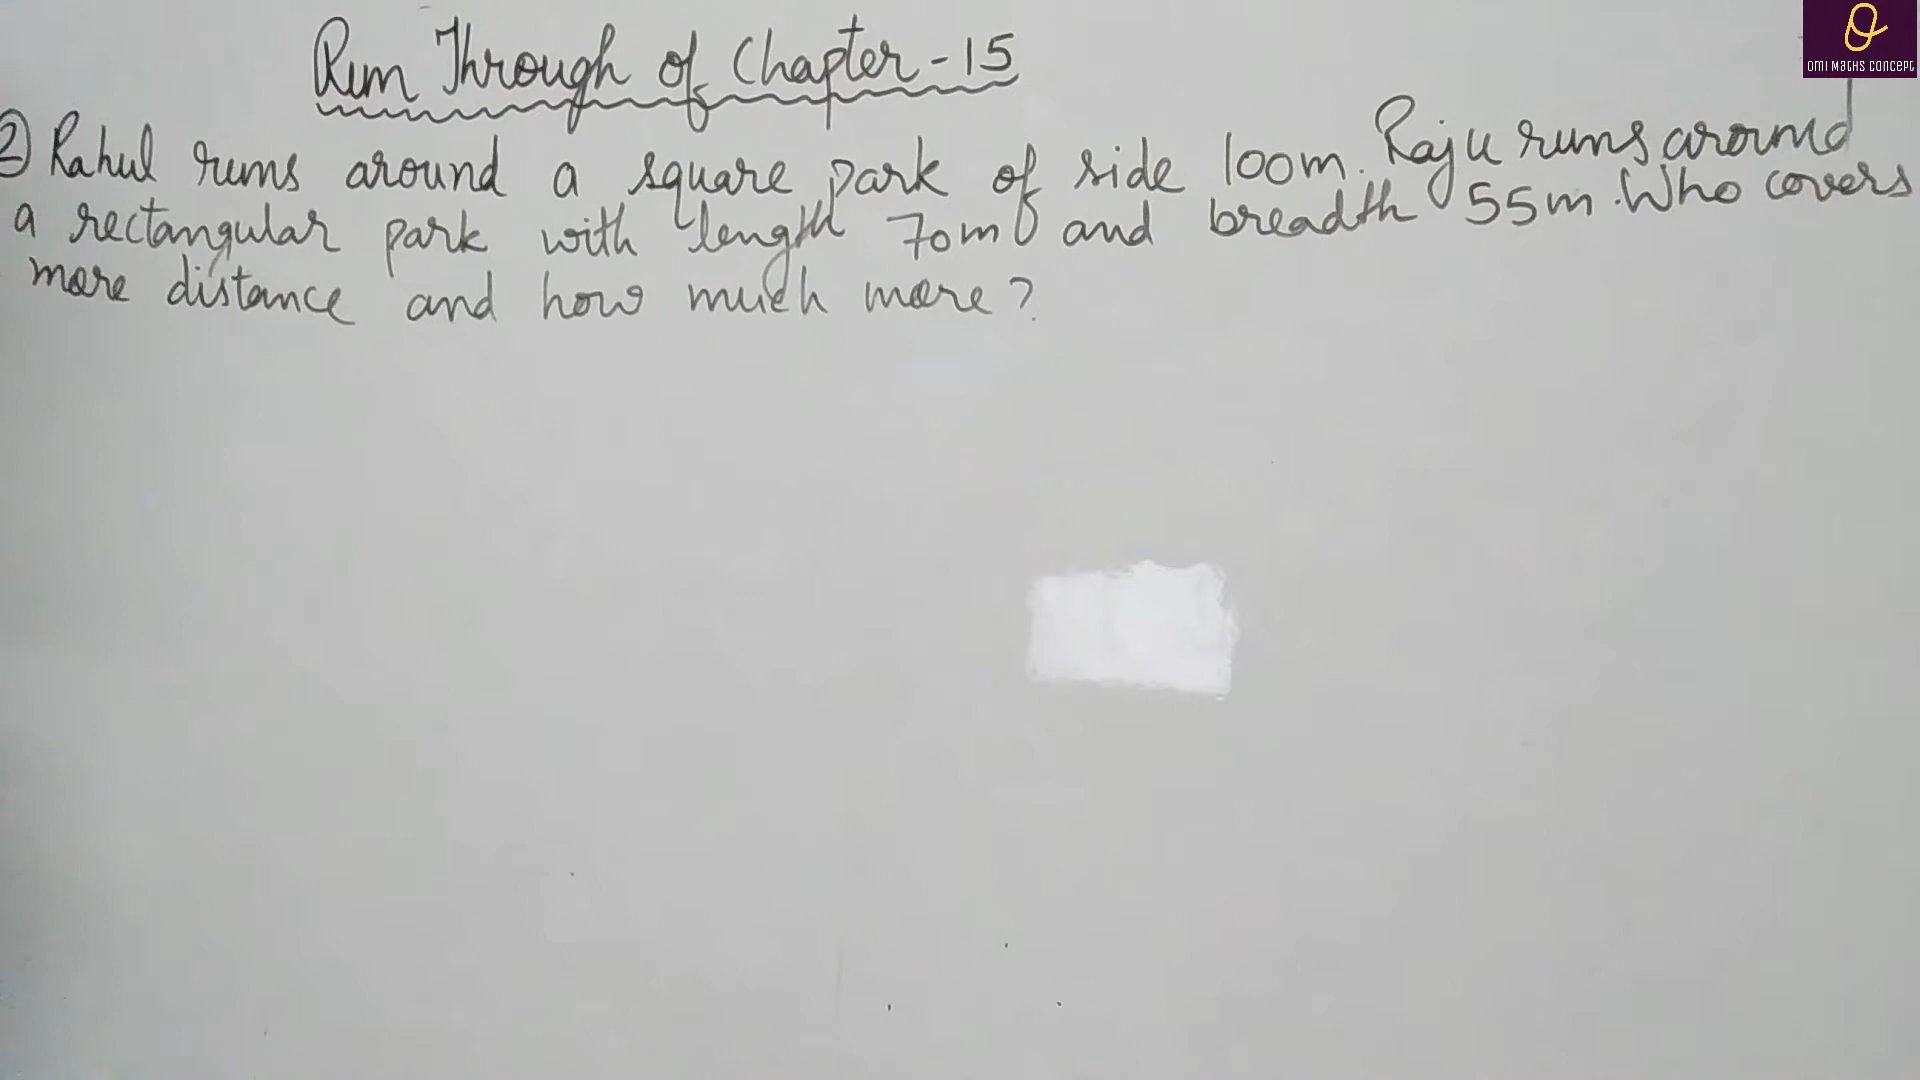 Run Through of Chapter-15
② Rahul runs around a square park of side 100m. Raju runs around
a rectangular park with length 70m and breadth 55m. Who covers
more distance and how much more?
OMI MATHS CONCEPT